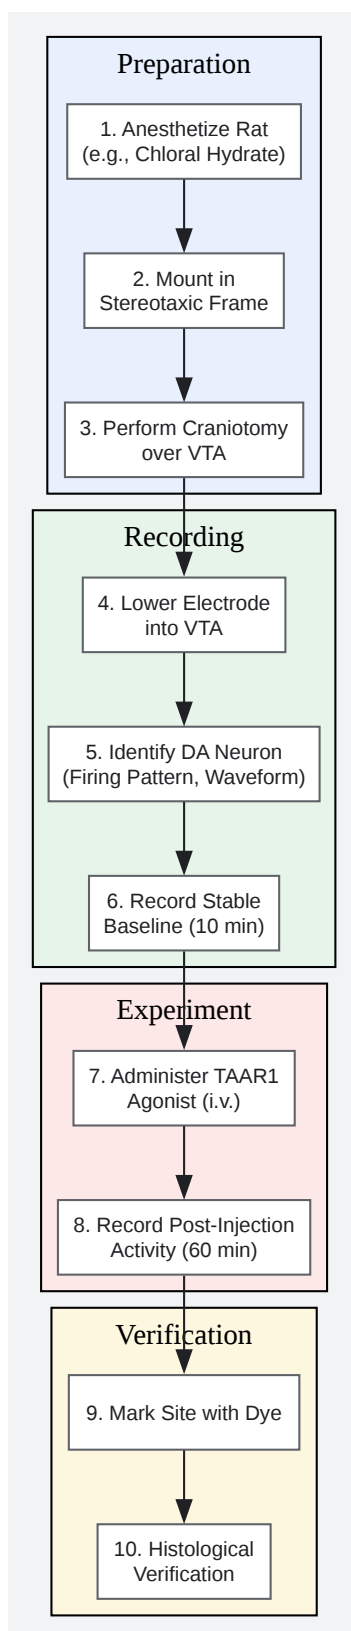 Preparation
1. Anesthetize Rat
(e.g., Chloral Hydrate)
2. Mount in
Stereotaxic Frame
3. Perform Craniotomy
over VTA
Recording
4. Lower Electrode
into VTA
5. Identify DA Neuron
(Firing Pattern, Waveform)
6. Record Stable
Baseline (10 min)
Experiment
7. Administer TAAR1
Agonist (i.v.)
8. Record Post-Injection
Activity (60 min)
Verification
9. Mark Site with Dye
10. Histological
Verification